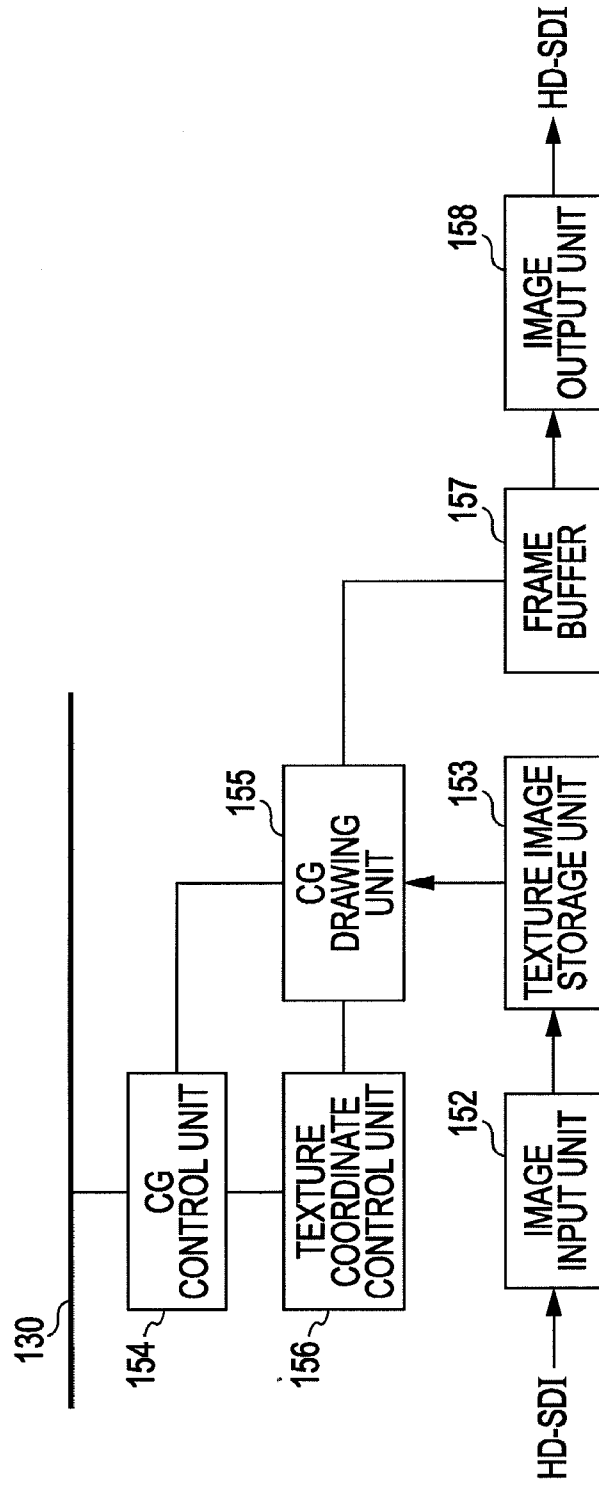 130
154
CG
CONTROL UNIT
156
TEXTURE
COORDINATE
CONTROL UNIT
155
CG
DRAWING
UNIT
HD-SDI
152
IMAGE
INPUT UNIT
153
TEXTURE IMAGE
STORAGE UNIT
157
FRAME
BUFFER
158
IMAGE
OUTPUT UNIT
HD-SDI